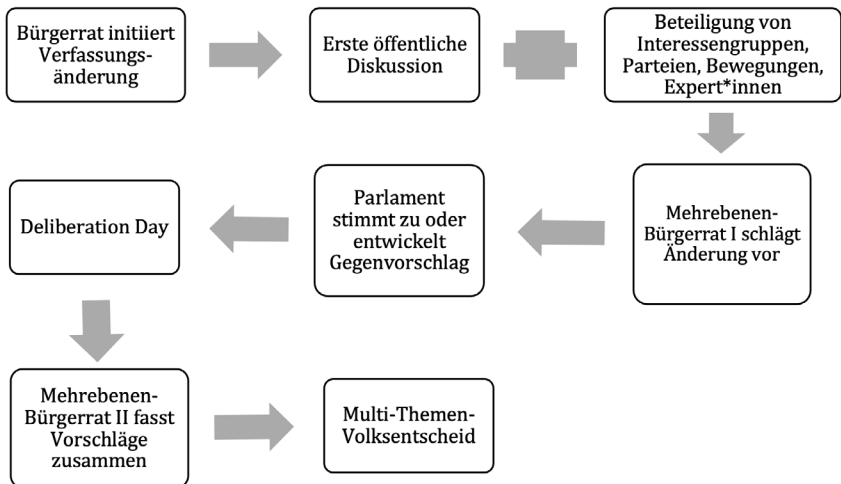 Bürgerrat initiiert
Verfassungs-
änderung
Erste öffentliche
Diskussion
Beteiligung von
Interessengruppen,
Parteien, Bewegungen,
Expert*innen
Mehrebenen-
Bürgerrat I schlägt
Änderung vor
Parlament
stimmt zu oder
entwickelt
Gegenvorschlag
Deliberation Day
Mehrebenen-
Bürgerrat II fasst
Vorschläge
zusammen
Multi-Themen-
Volksentscheid